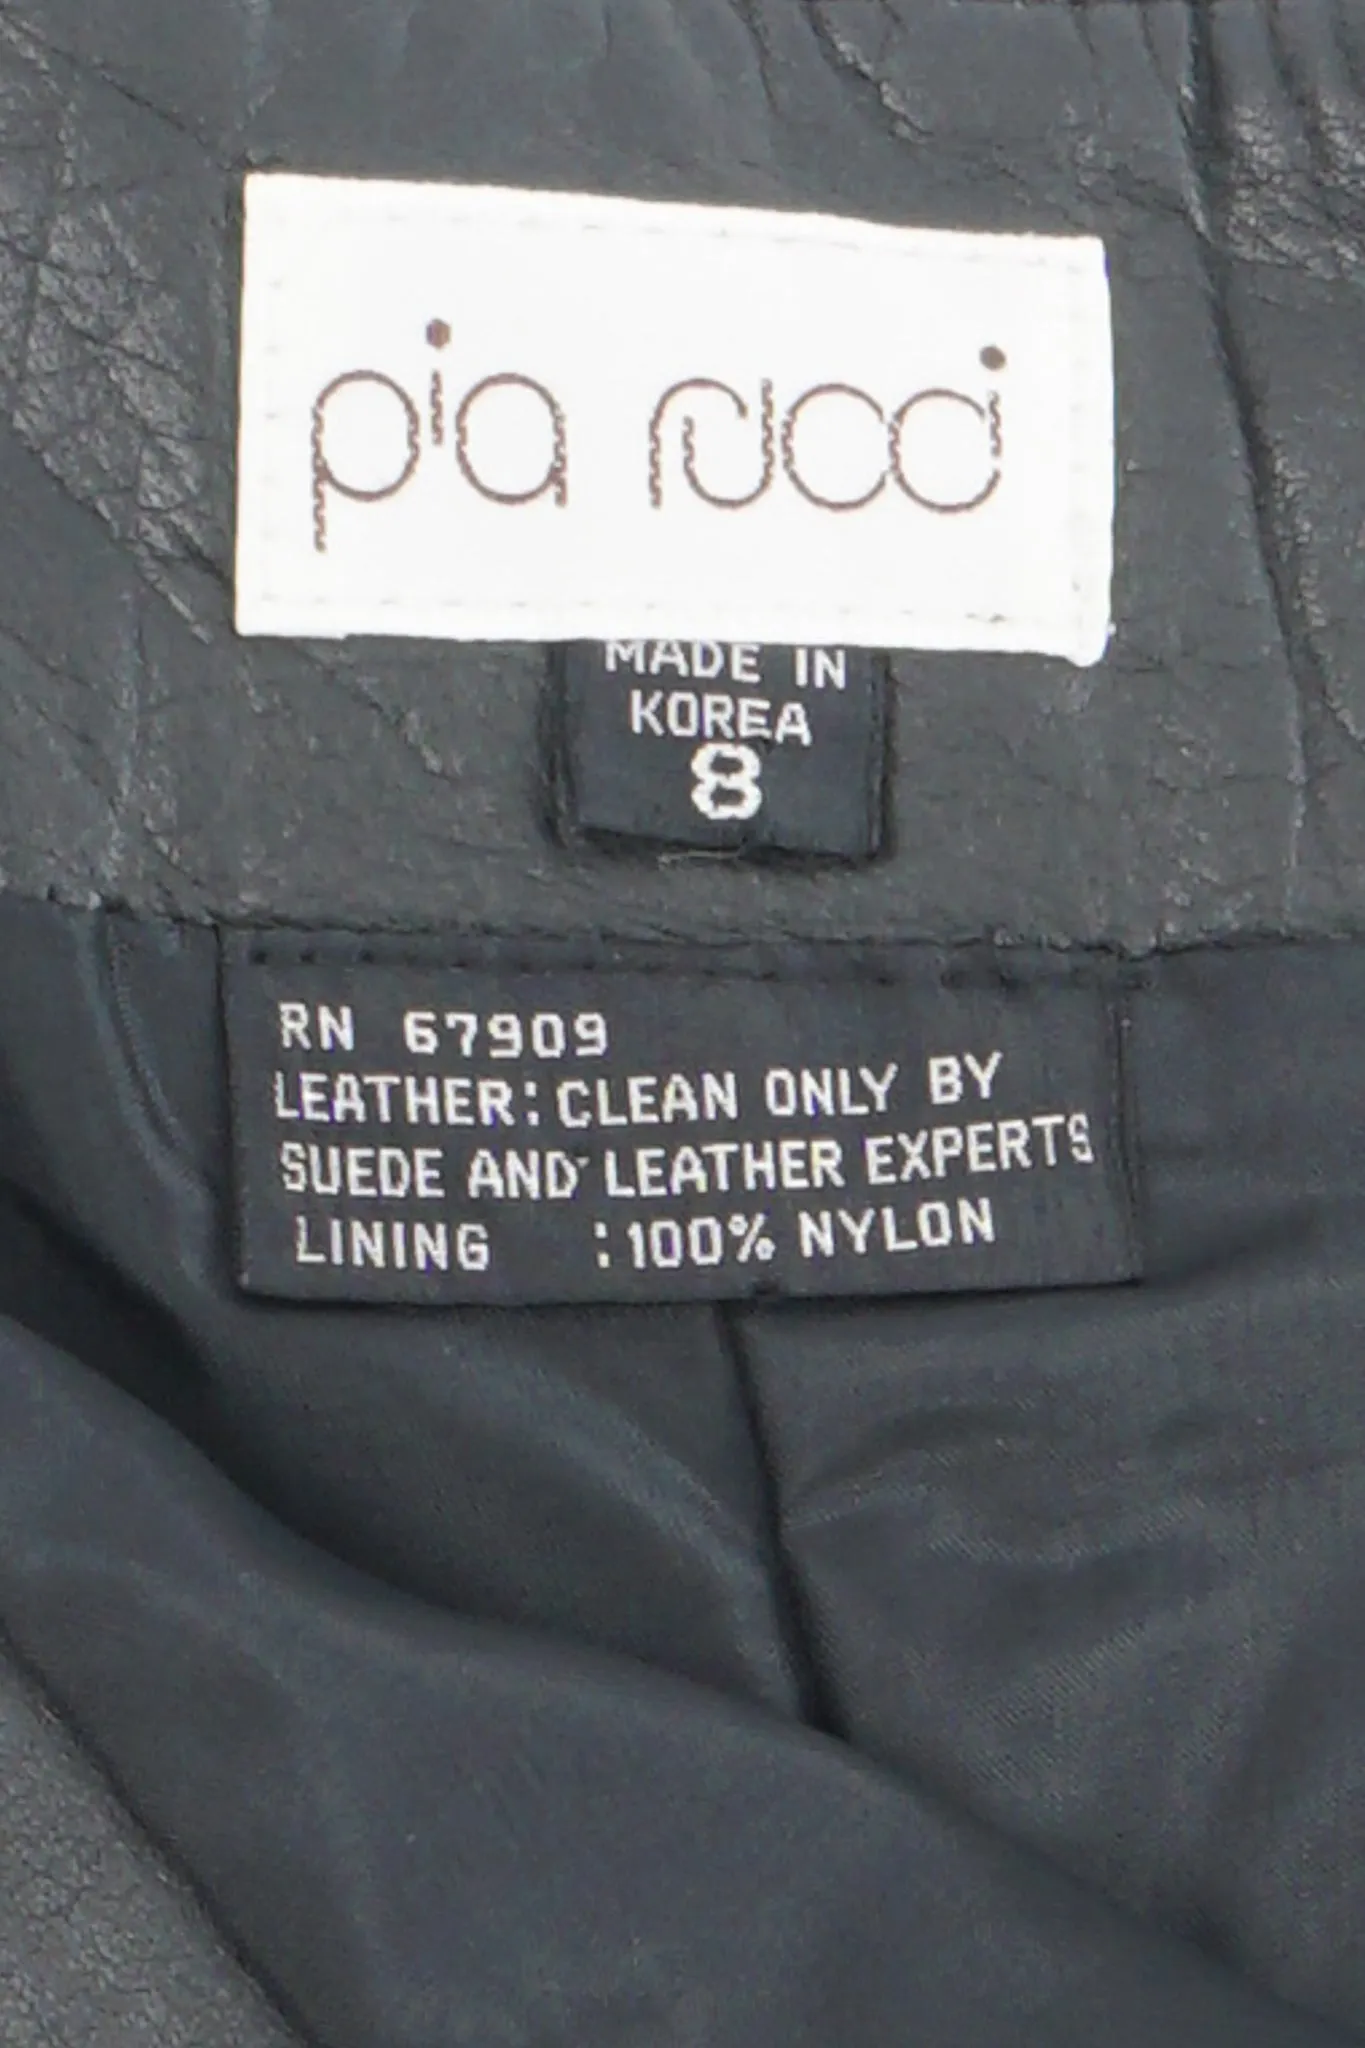 pia rucci
MADE IN
KOREA
8
RN 67909
LEATHER: CLEAN ONLY BY
SUEDE AND LEATHER EXPERTS
LINING : 100% NYLON